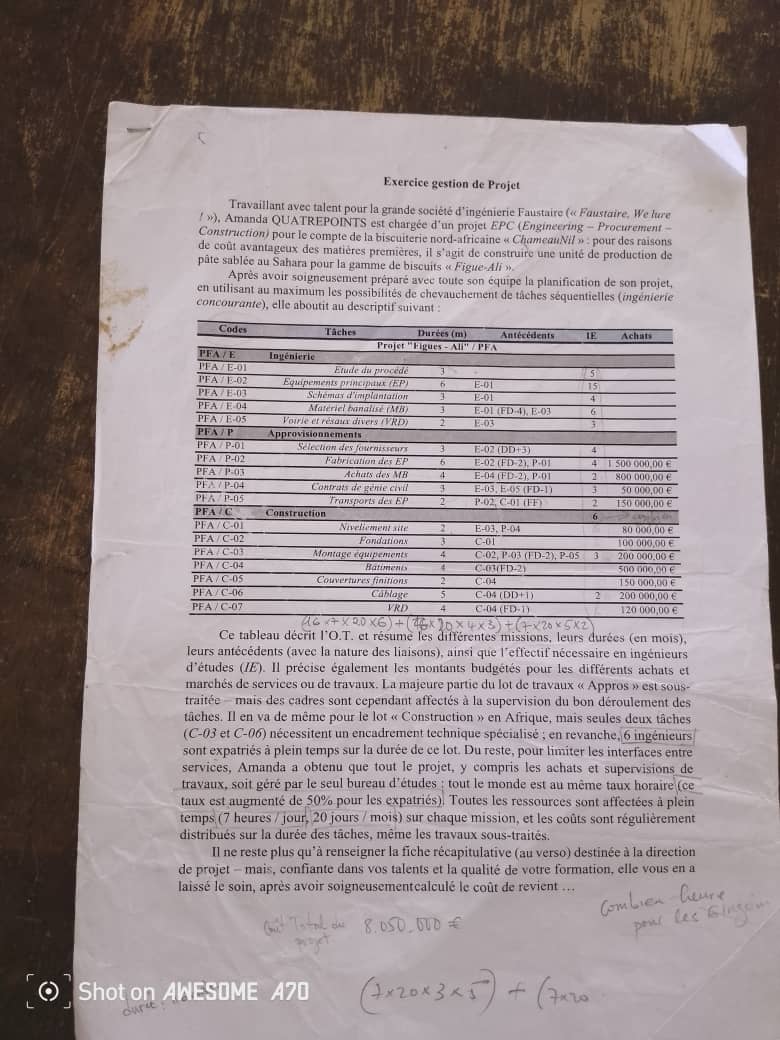 Exercice gestion de Projet
Travaillant avec talent pour la grande société d'ingénierie Faustaire (« Faustaire, We lure
! »), Amanda QUATREPOINTS est chargée d'un projet EPC (Engineering – Procurement –
Construction) pour le compte de la biscuiterie nord-africaine « ChameauNil » : pour des raisons
de coût avantageux des matières premières, il s'agit de construire une unité de production de
pâte sablée au Sahara pour la gamme de biscuits « Figue-Ali ».
Après avoir soigneusement préparé avec toute son équipe la planification de son projet,
en utilisant au maximum les possibilités de chevauchement de tâches séquentielles (ingénierie
concourante), elle aboutit au descriptif suivant :
Codes Tâches Durées (m) Antécédents IE Achats
Projet "Figues - Ali" / PFA
PFA / E Ingénierie
PFA / E-01 Etude du procédé 3 - 5
PFA / E-02 Equipements principaux (EP) 6 E-01 15
PFA / E-03 Schémas d'implantation 3 E-01 4
PFA / E-04 Matériel banalisé (MB) 3 E-01 (FD-4), E-03 6
PFA / E-05 Voirie et résaux divers (VRD) 2 E-03 3
PFA / P Approvisionnements
PFA / P-01 Sélection des fournisseurs 3 E-02 (DD+3) 4
PFA / P-02 Fabrication des EP 6 E-02 (FD-2), P-01 4 1 500 000,00 €
PFA / P-03 Achats des MB 4 E-04 (FD-2), P-01 2 800 000,00 €
PFA / P-04 Contrats de génie civil 3 E-03, E-05 (FD-1) 3 50 000,00 €
PFA / P-05 Transports des EP 2 P-02, C-01 (FF) 2 150 000,00 €
PFA / C Construction 6
PFA / C-01 Nivellement site 2 E-03, P-04 80 000,00 €
PFA / C-02 Fondations 3 C-01 100 000,00 €
PFA / C-03 Montage équipements 4 C-02, P-03 (FD-2), P-05 3 200 000,00 €
PFA / C-04 Batiments 4 C-03(FD-2) 500 000,00 €
PFA / C-05 Couvertures finitions 2 C-04 150 000,00 €
PFA / C-06 Câblage 5 C-04 (DD+1) 2 200 000,00 €
PFA / C-07 VRD 4 C-04 (FD-1) 120 000,00 €
(16x7x20x6)+(7x20x4x3)+(7x20x5x2)
Ce tableau décrit l'O.T. et résume les différentes missions, leurs durées (en mois),
leurs antécédents (avec la nature des liaisons), ainsi que l'effectif nécessaire en ingénieurs
d'études (IE). Il précise également les montants budgétés pour les différents achats et
marchés de services ou de travaux. La majeure partie du lot de travaux « Appros » est sous-
traitée – mais des cadres sont cependant affectés à la supervision du bon déroulement des
tâches. Il en va de même pour le lot « Construction » en Afrique, mais seules deux tâches
(C-03 et C-06) nécessitent un encadrement technique spécialisé ; en revanche, 6 ingénieurs
sont expatriés à plein temps sur la durée de ce lot. Du reste, pour limiter les interfaces entre
services, Amanda a obtenu que tout le projet, y compris les achats et supervisions de
travaux, soit géré par le seul bureau d'études : tout le monde est au même taux horaire (ce
taux est augmenté de 50% pour les expatriés). Toutes les ressources sont affectées à plein
temps (7 heures / jour, 20 jours / mois) sur chaque mission, et les coûts sont régulièrement
distribués sur la durée des tâches, même les travaux sous-traités.
Il ne reste plus qu'à renseigner la fiche récapitulative (au verso) destinée à la direction
de projet – mais, confiante dans vos talents et la qualité de votre formation, elle vous en a
laissé le soin, après avoir soigneusementcalculé le coût de revient …
Combien heure
pour les 6 ingén
Coût Total du 8.050.000 €
projet
(7x20x3x5) + (7x20
durée :
Shot on AWESOME A70